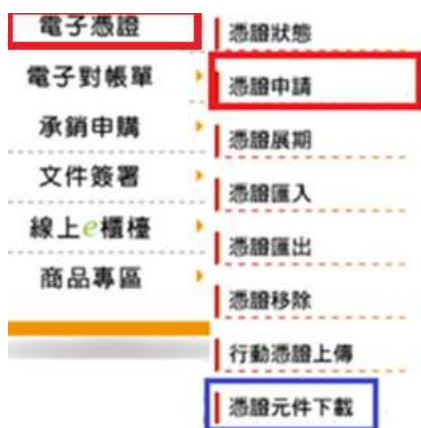 電子憑證
電子對帳單
承銷申購
文件簽署
線上e櫃檯
商品專區
憑證狀態
憑證申請
憑證展期
憑證匯入
憑證匯出
憑證移除
行動憑證上傳
憑證元件下載